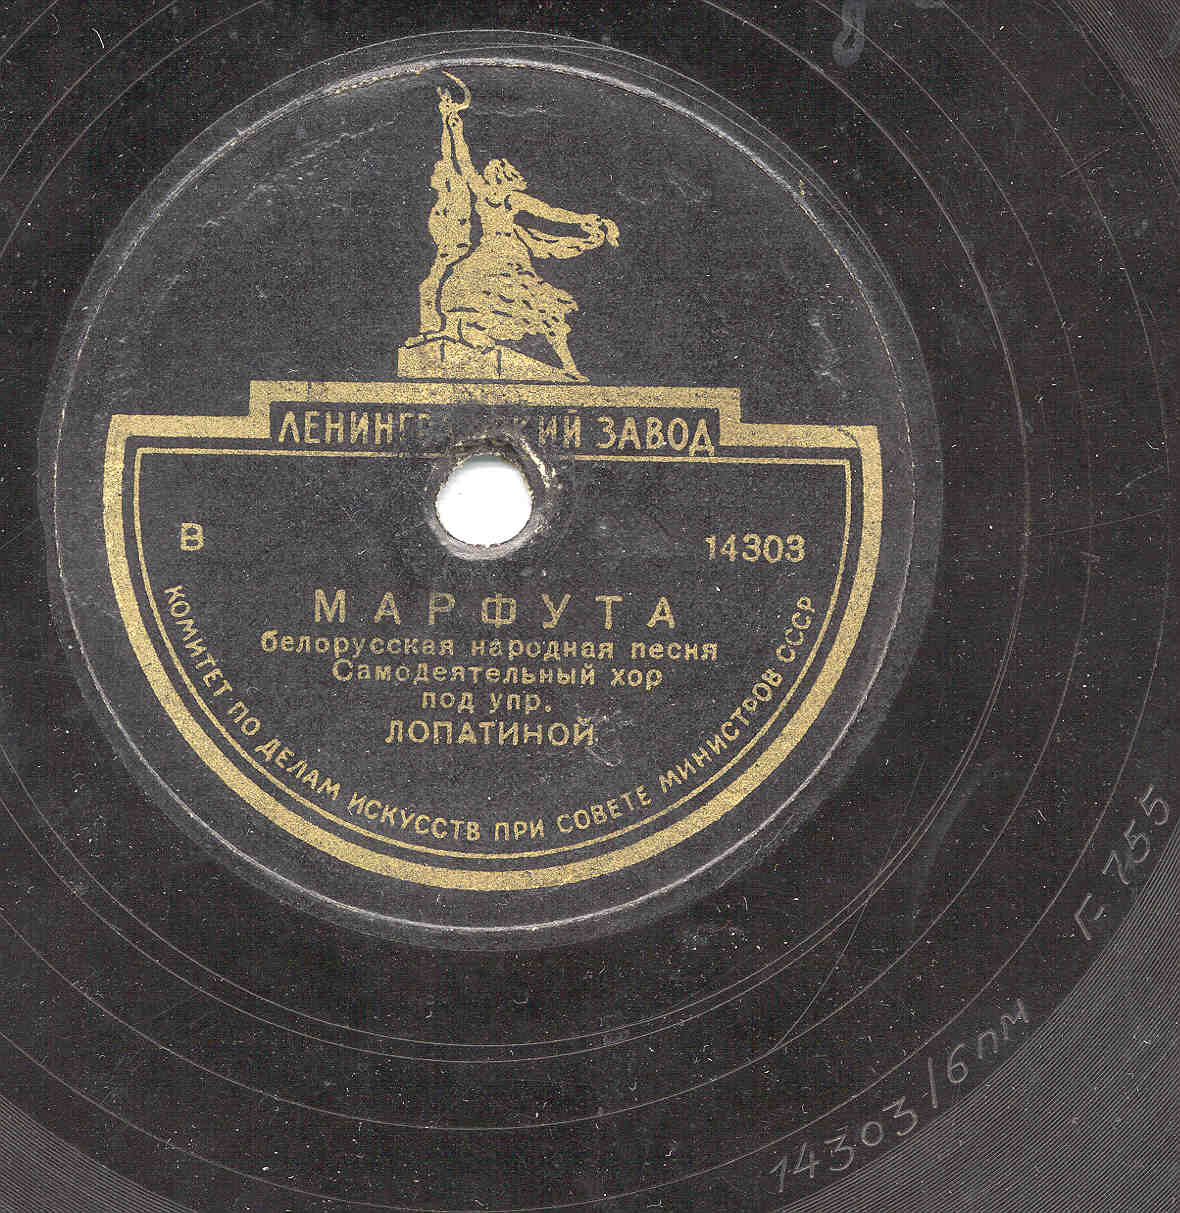 ЛЕНИНГРАДСКИЙ ЗАВОД
В 14303
МАРФУТА
белорусская народная песня
Самодеятельный хор
под упр.
ЛОПАТИНОЙ
КОМИТЕТ ПО ДЕЛАМ ИСКУССТВ ПРИ СОВЕТЕ МИНИСТРОВ СССР
14303/6пм